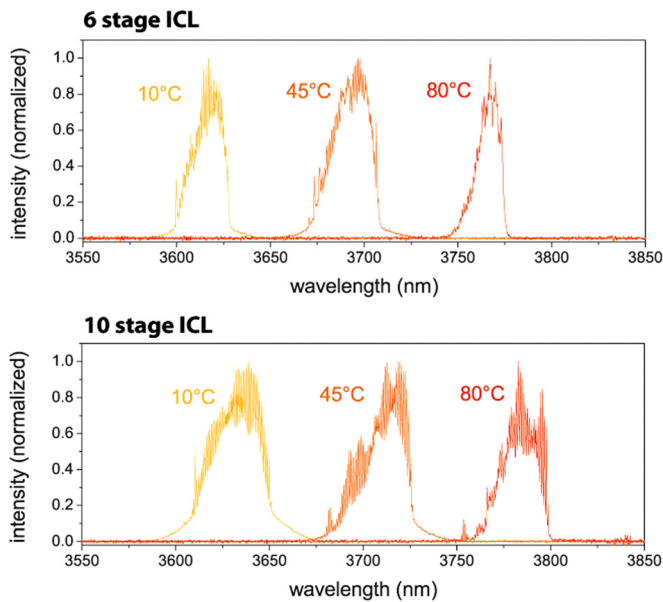 6 stage ICL
intensity (normalized)
1.0
0.8
0.6
0.4
0.2
0.0
10°C
45°C
80°C
3550 3600 3650 3700 3750 3800 3850
wavelength (nm)
10 stage ICL
intensity (normalized)
1.0
0.8
0.6
0.4
0.2
0.0
10°C
45°C
80°C
3550 3600 3650 3700 3750 3800 3850
wavelength (nm)